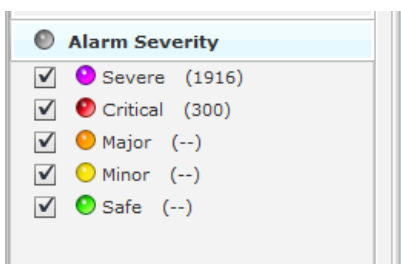 Alarm Severity
Severe (1916)
Critical (300)
Major (--)
Minor (--)
Safe (--)